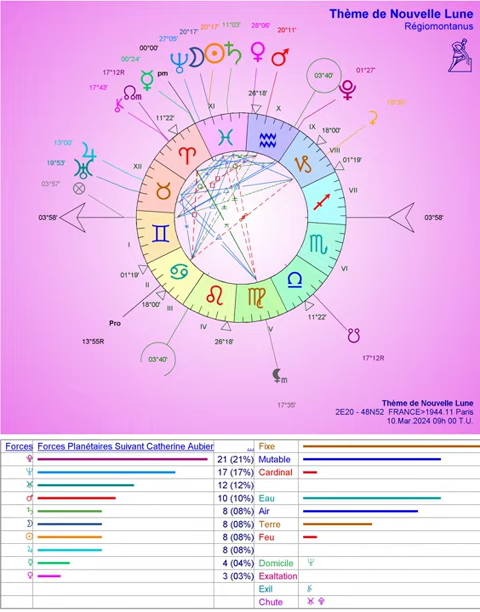 Thème de Nouvelle Lune
Régiomontanus
00°00'
27°05'
20°17'
20°17'
11°03'
28°06'
20°11'
00°24'
pm
03°40'
01°27'
17°12R
17°43'
m
XI
26°18'
X
IX
18°00'
VIII
01°19'
11°22'
13°00'
19°53'
XII
03°57'
VII
03°58'
03°58'
I
VI
01°19'
II
18°00'
III
11°22'
Pro
13°55R
IV
26°18'
V
03°40'
17°12R
m
17°35'
Thème de Nouvelle Lune
2E20 - 48N52 FRANCE>1944.11 Paris
10.Mar.2024 09h 00 T.U.
Forces Forces Planétaires Suivant Catherine Aubier ... Fixe
21 (21%) Mutable
17 (17%) Cardinal
12 (12%)
10 (10%) Eau
8 (08%) Air
8 (08%) Terre
8 (08%) Feu
8 (08%)
4 (04%) Domicile
3 (03%) Exaltation
Exil
Chute